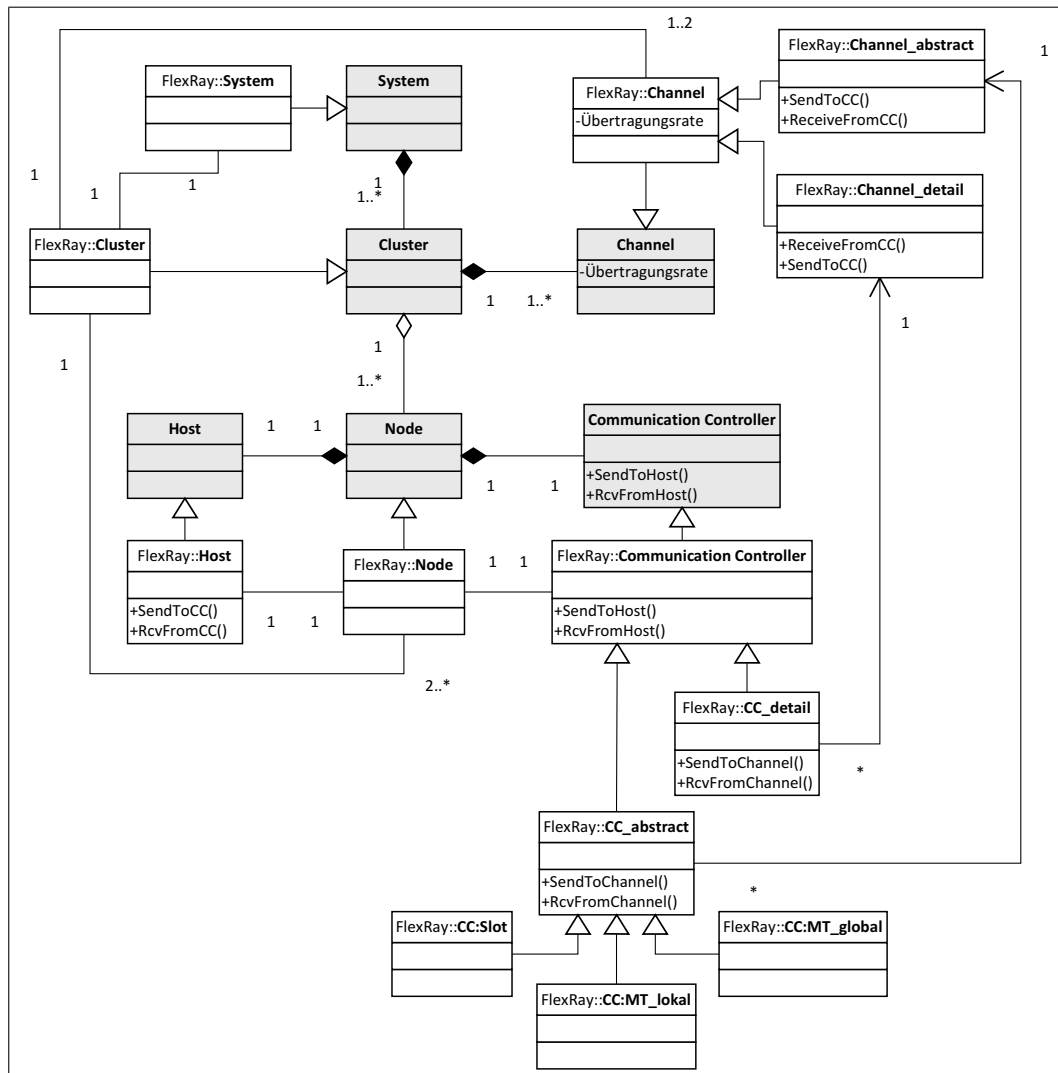 1..2
FlexRay::Channel_abstract
+SendToCC()
+ReceiveFromCC()
1
FlexRay::System
System
FlexRay::Channel
-Übertragungsrate
1
1
1
1
1..*
FlexRay::Channel_detail
+ReceiveFromCC()
+SendToCC()
FlexRay::Cluster
Cluster
Channel
-Übertragungsrate
1
1..*
1
1
1
1..*
Host
1
1
Node
Communication Controller
+SendToHost()
+RcvFromHost()
1
1
FlexRay::Host
+SendToCC()
+RcvFromCC()
FlexRay::Node
1
1
FlexRay::Communication Controller
+SendToHost()
+RcvFromHost()
1
1
2..*
FlexRay::CC_detail
+SendToChannel()
+RcvFromChannel()
*
FlexRay::CC_abstract
+SendToChannel()
+RcvFromChannel()
*
FlexRay::CC:Slot
FlexRay::CC:MT_global
FlexRay::CC:MT_lokal